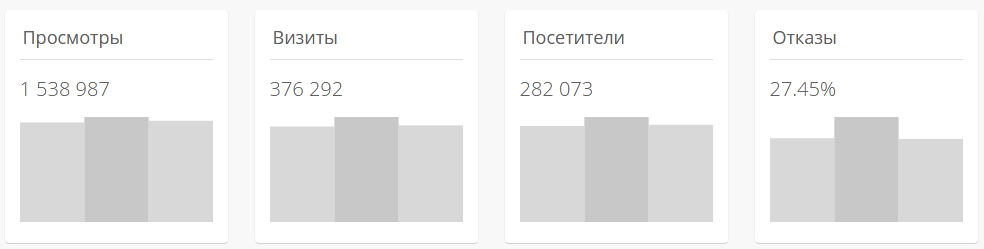 Просмотры
1 538 987
Визиты
376 292
Посетители
282 073
Отказы
27.45%